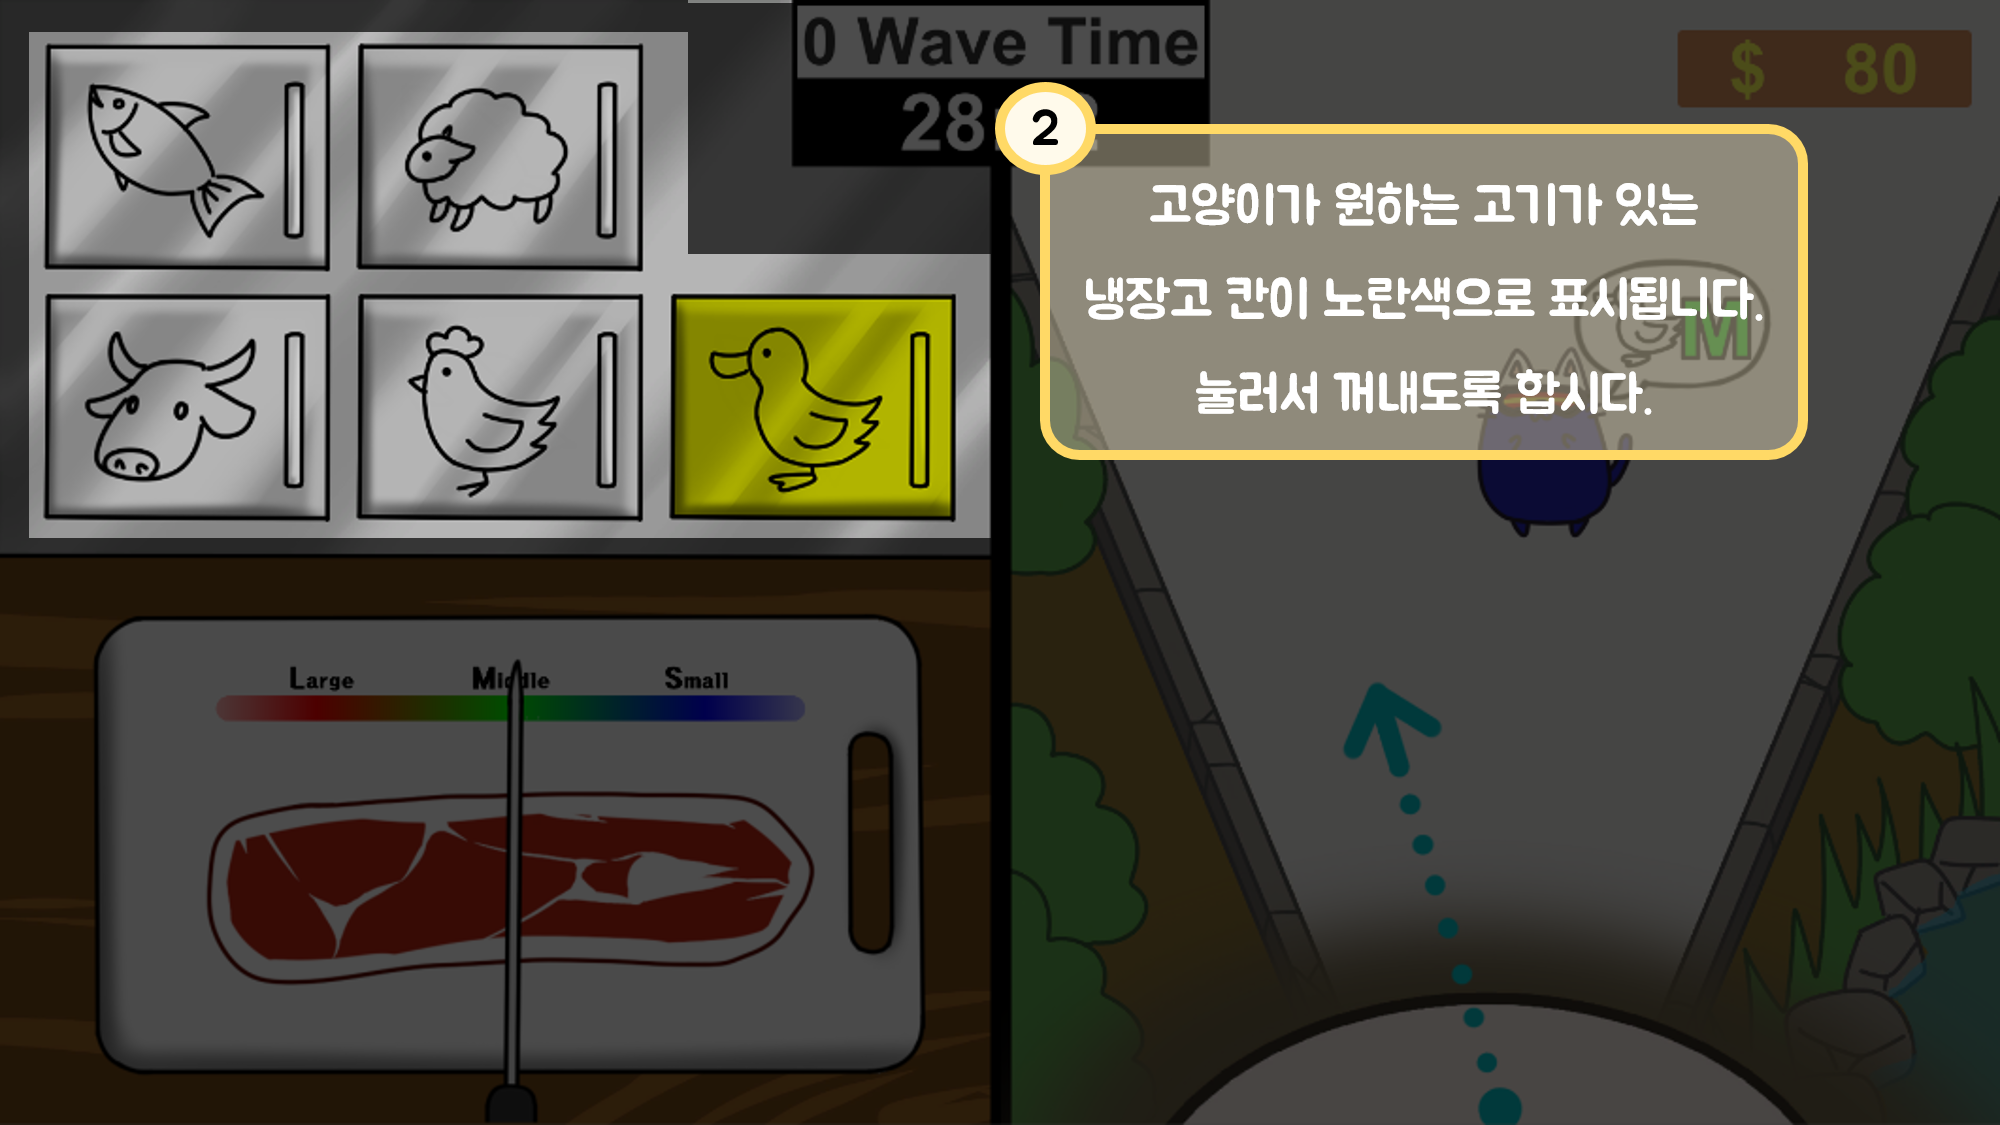 0 Wave Time
28
$ 80
2
고양이가 원하는 고기가 있는
냉장고 칸이 노란색으로 표시됩니다.
눌러서 꺼내도록 합시다.
M
Large Middle Small